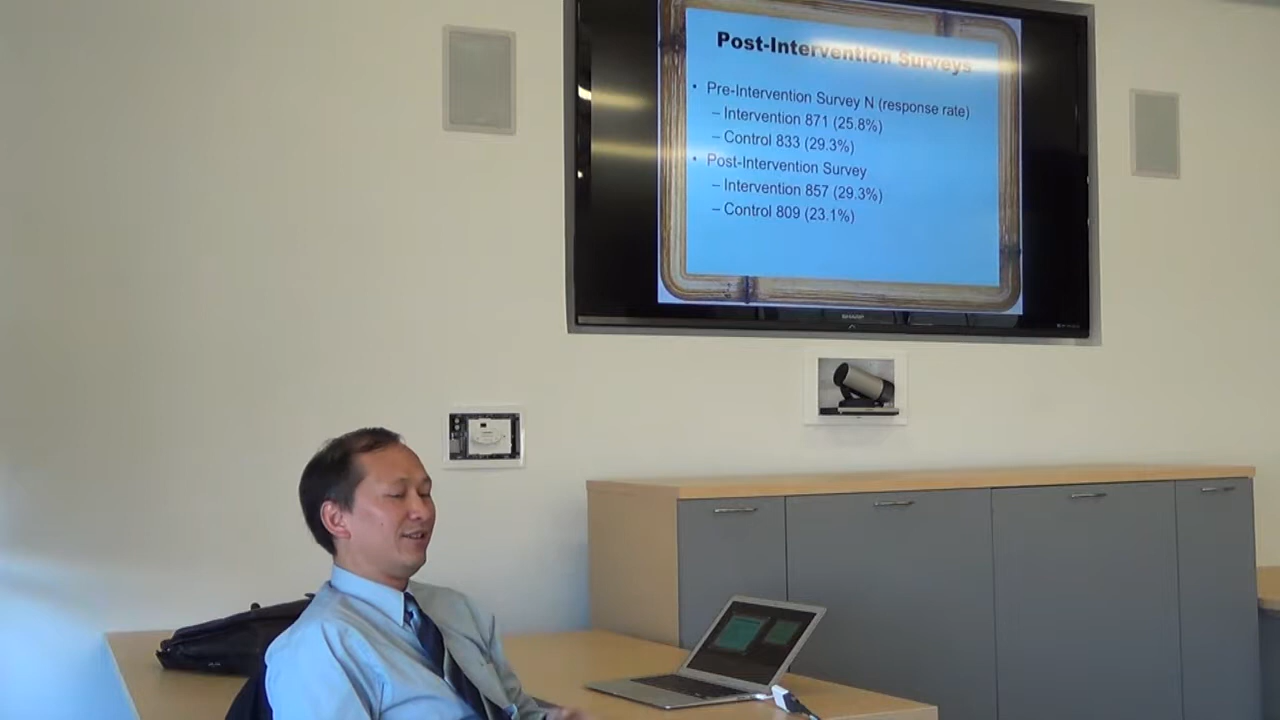 Post-Intervention Surveys
• Pre-Intervention Survey N (response rate)
– Intervention 871 (25.8%)
– Control 833 (29.3%)
• Post-Intervention Survey
– Intervention 857 (29.3%)
– Control 809 (23.1%)
SHARP